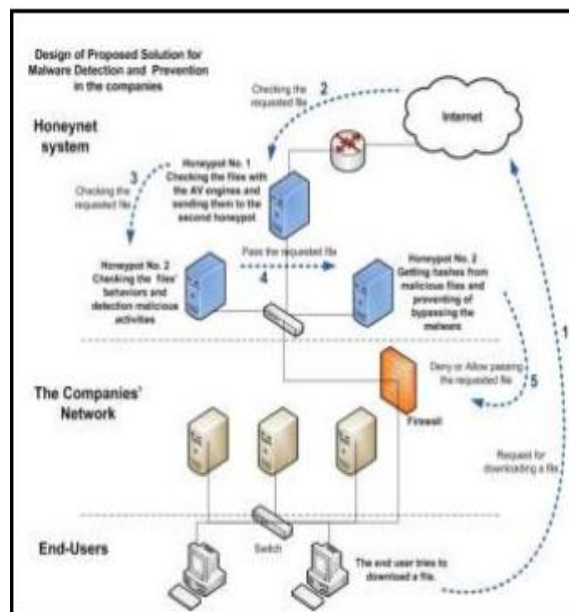 Design of Proposed Solution for
Malware Detection and Prevention
in the companies
Honeynet
system
Checking the
requested file
2
Internet
3
Checking the
requested file
Honeypot No. 1
Checking the files with
the AV engines and
sending them to the
second honeypot
Pass the requested file
4
Honeypot No. 2
Checking the files'
behaviors and
detection malicious
activities
Honeypot No. 2
Getting hashes from
malicious files and
preventing of
bypassing the
malware
1
Deny or Allow passing
the requested file
5
The Companies'
Network
Firewall
Request for
downloading a file
End-Users
Switch
The end user tries to
download a file.